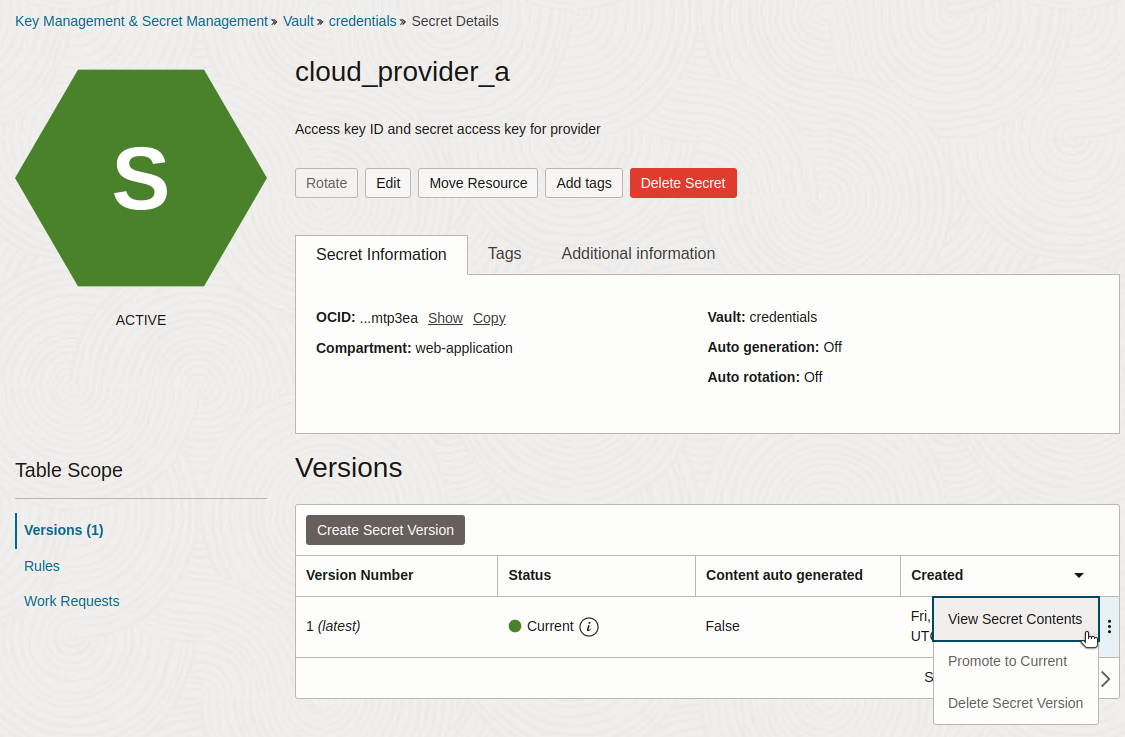 Key Management & Secret Management » Vault » credentials » Secret Details
S
ACTIVE
cloud_provider_a
Access key ID and secret access key for provider
Rotate Edit Move Resource Add tags Delete Secret
Secret Information Tags Additional information
OCID: ...mtp3ea Show Copy
Compartment: web-application
Vault: credentials
Auto generation: Off
Auto rotation: Off
Table Scope
Versions (1)
Rules
Work Requests
Versions
Create Secret Version
Version Number Status Content auto generated Created
1 (latest) Current i False Fri,
UTC
View Secret Contents
Promote to Current
Delete Secret Version